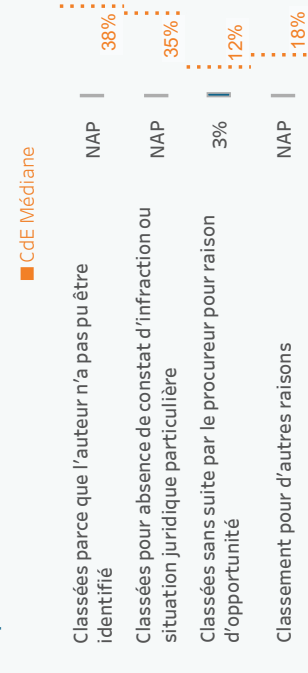 CdE Médiane
Classées parce que l'auteur n'a pas pu être
identifié
NAP
38%
Classées pour absence de constat d'infraction ou
situation juridique particulière
NAP
35%
Classées sans suite par le procureur pour raison
d'opportunité
3%
12%
Classement pour d'autres raisons
NAP
18%